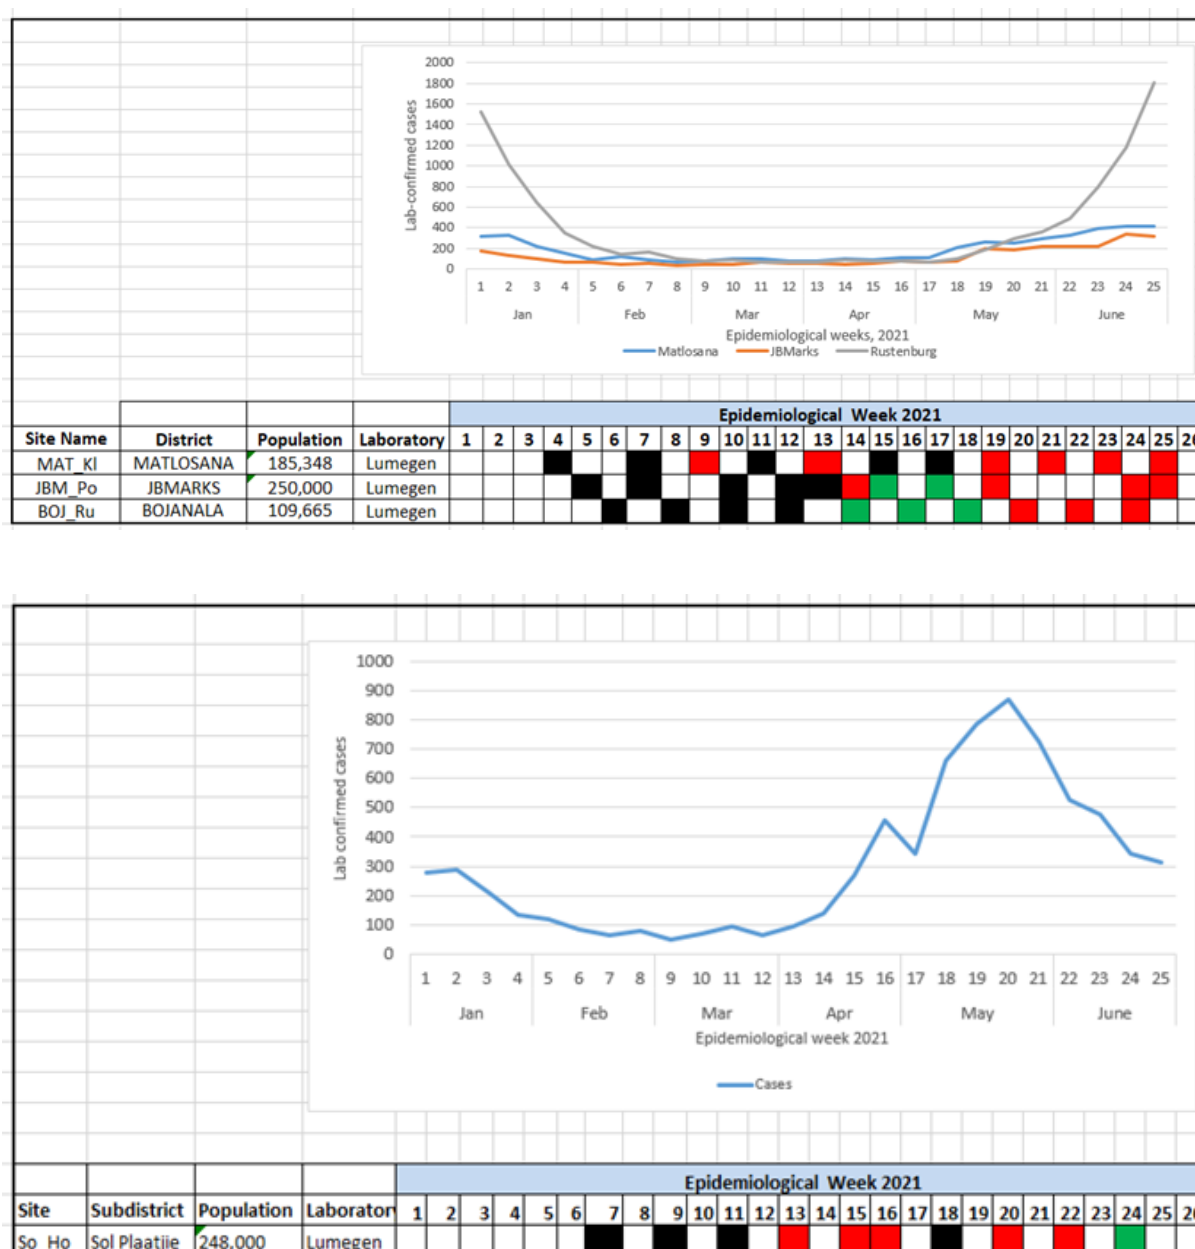 2000
1800
1600
1400
1200
1000
800
600
400
200
0
Lab-confirmed cases
1 2 3 4 5 6 7 8 9 10 11 12 13 14 15 16 17 18 19 20 21 22 23 24 25
Jan Feb Mar Apr May June
Epidemiological weeks, 2021
Matlosana JBMarks Rustenburg
Epidemiological Week 2021
Site Name District Population Laboratory 1 2 3 4 5 6 7 8 9 10 11 12 13 14 15 16 17 18 19 20 21 22 23 24 25 26
MAT_Kl MATLOSANA 185,348 Lumegen
JBM_Po JBMARKS 250,000 Lumegen
BOJ_Ru BOJANALA 109,665 Lumegen
1000
900
800
700
600
500
400
300
200
100
0
Lab confirmed cases
1 2 3 4 5 6 7 8 9 10 11 12 13 14 15 16 17 18 19 20 21 22 23 24 25
Jan Feb Mar Apr May June
Epidemiological week 2021
Cases
Epidemiological Week 2021
Site Subdistrict Population Laborator 1 2 3 4 5 6 7 8 9 10 11 12 13 14 15 16 17 18 19 20 21 22 23 24 25 26
So_Ho Sol Plaatjie 248,000 Lumegen